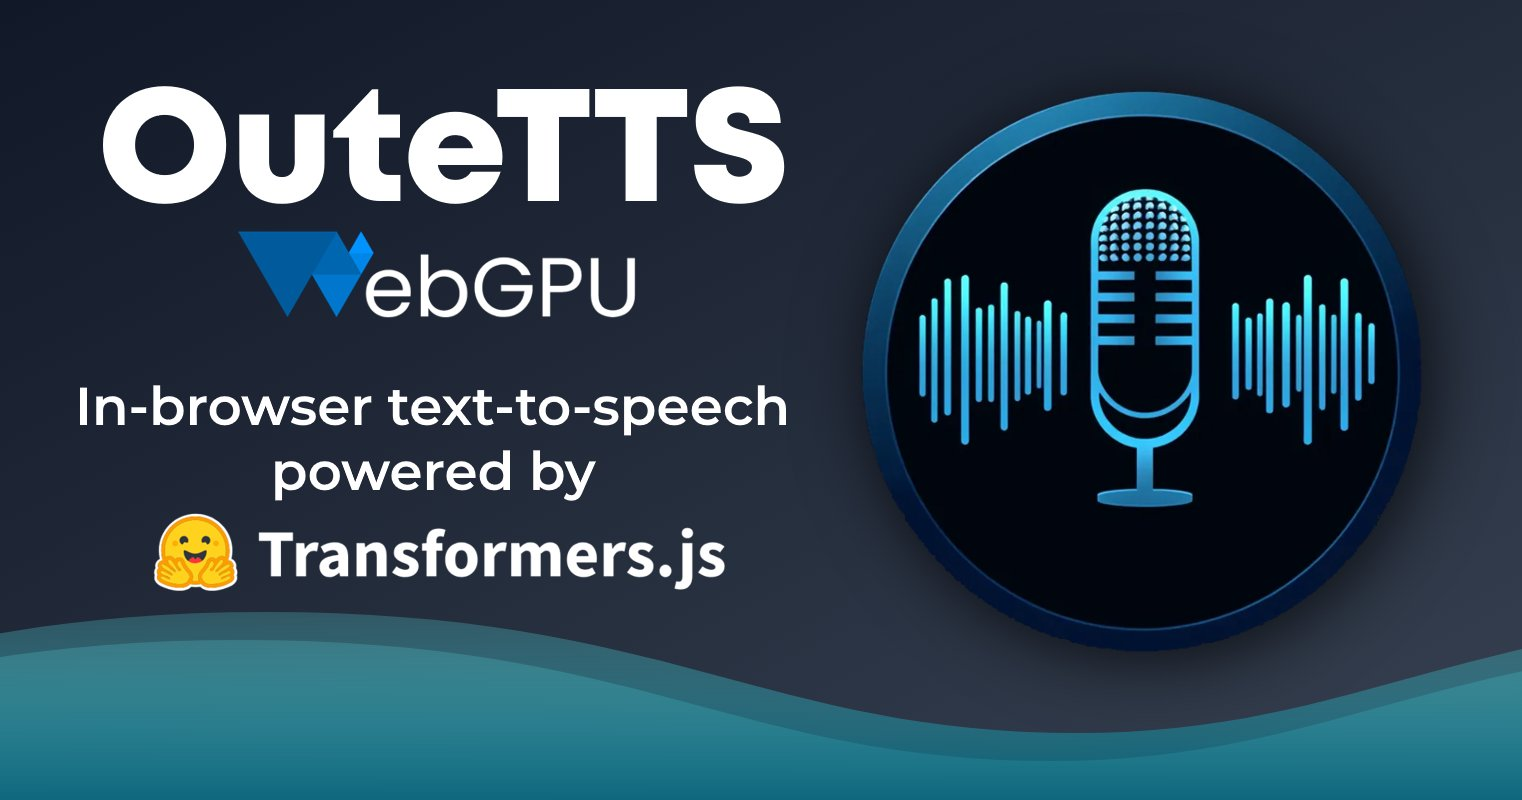 OuteTTS
WebGPU
In-browser text-to-speech
powered by
Transformers.js